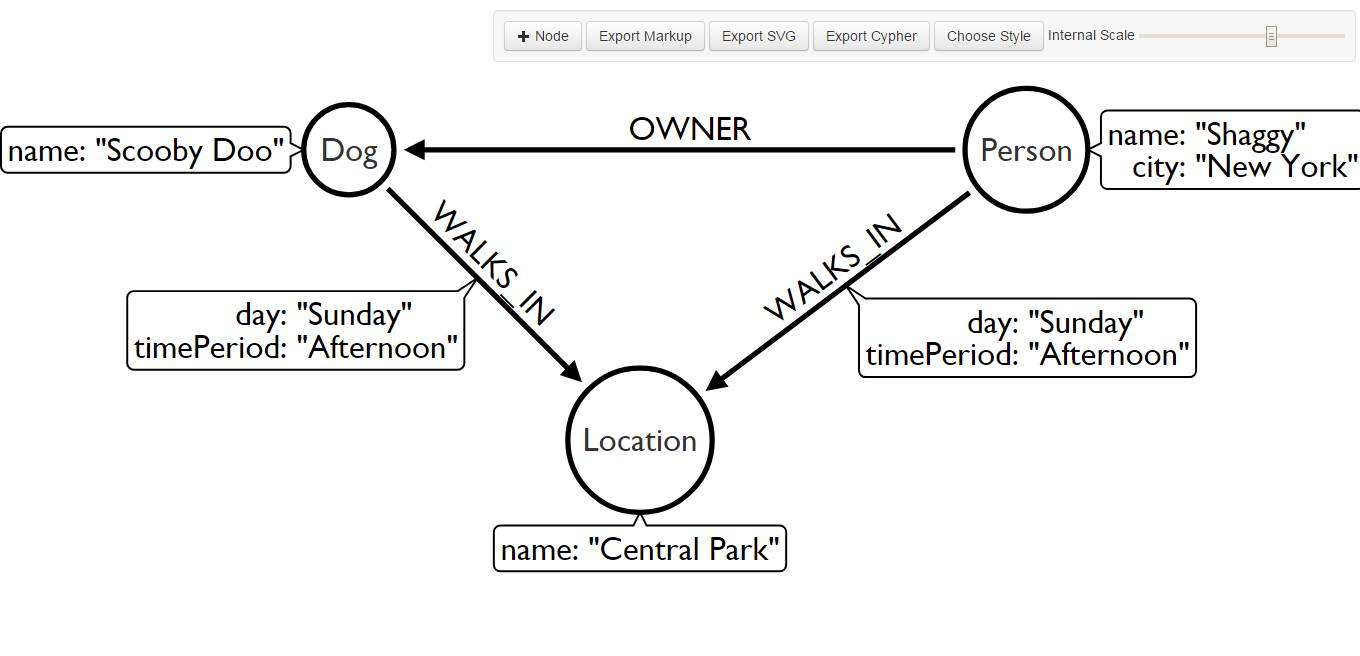 Node
Export Markup
Export SVG
Export Cypher
Choose Style
Internal Scale
OWNER
name: "Scooby Doo"
Dog
Person
name: "Shaggy"
city: "New York"
WALKS_IN
WALKS_IN
day: "Sunday"
timePeriod: "Afternoon"
day: "Sunday"
timePeriod: "Afternoon"
Location
name: "Central Park"